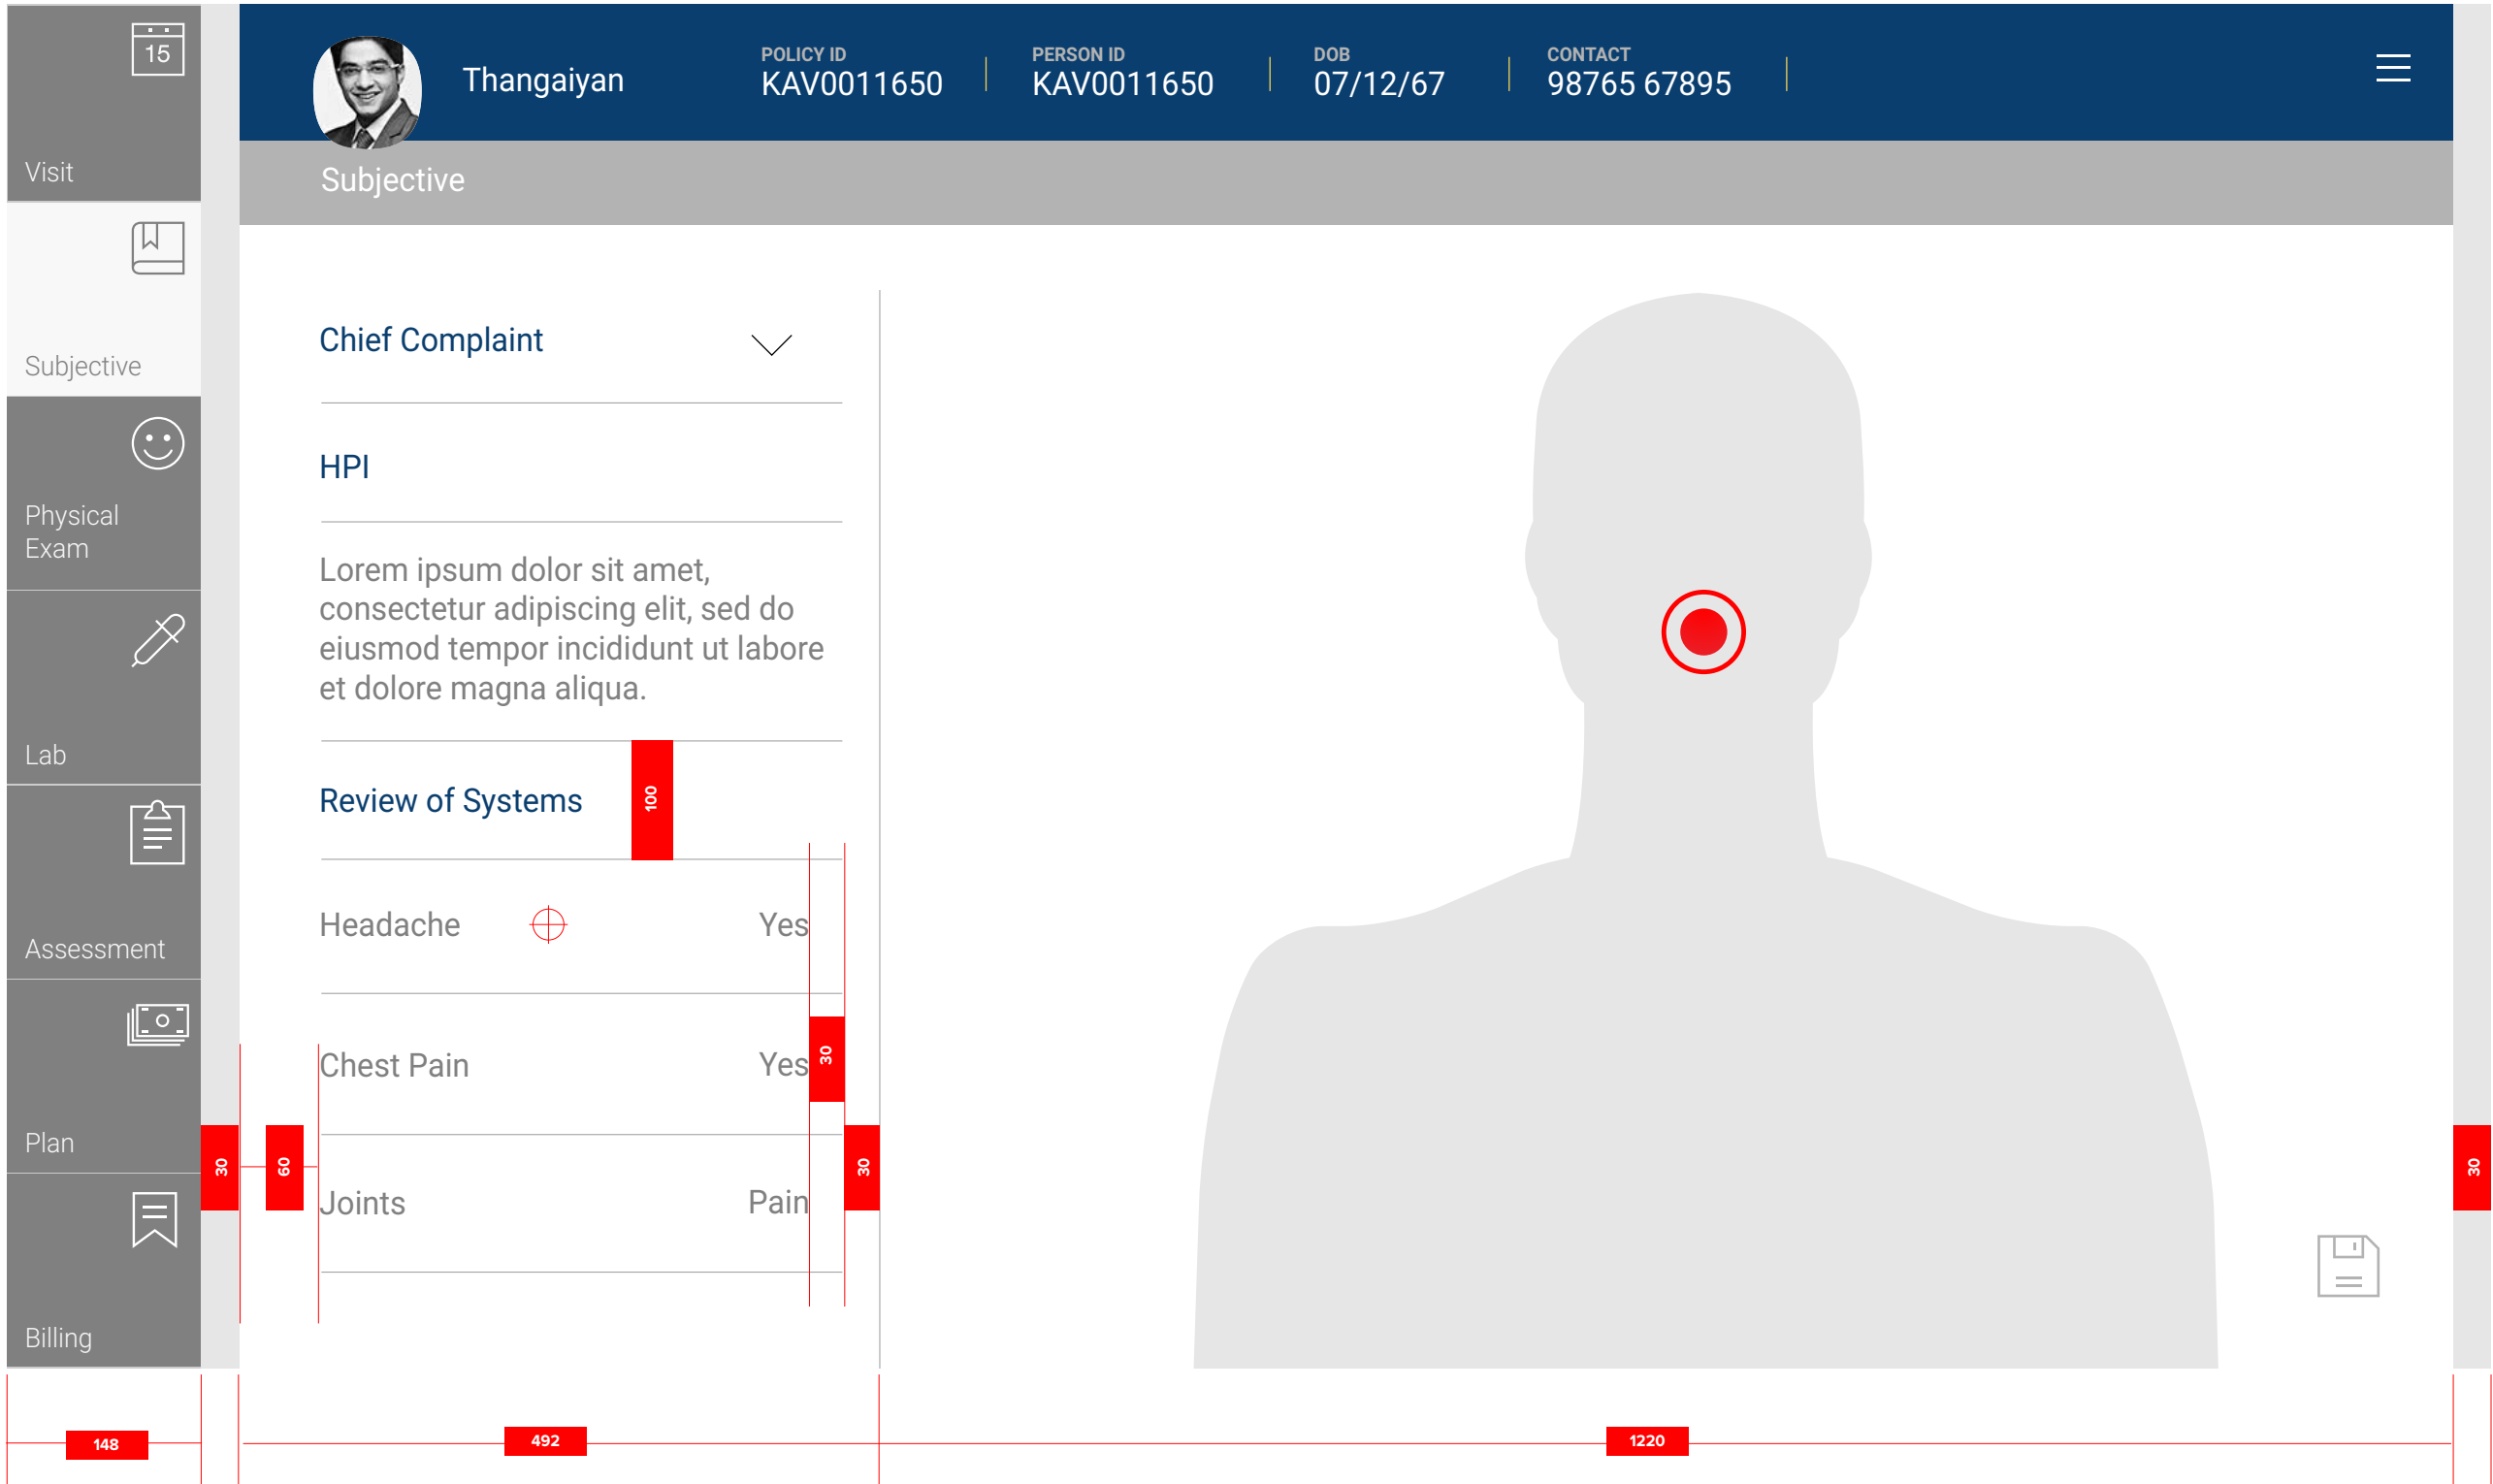 15
Visit
Subjective
Physical
Exam
Lab
Assessment
Plan
Billing
Thangaiyan
POLICY ID
KAV0011650
PERSON ID
KAV0011650
DOB
07/12/67
CONTACT
98765 67895
Subjective
Chief Complaint
HPI
Lorem ipsum dolor sit amet,
consectetur adipiscing elit, sed do
eiusmod tempor incididunt ut labore
et dolore magna aliqua.
Review of Systems
100
Headache Yes
Chest Pain Yes
30
Joints Pain
30
60
30
30
148
492
1220